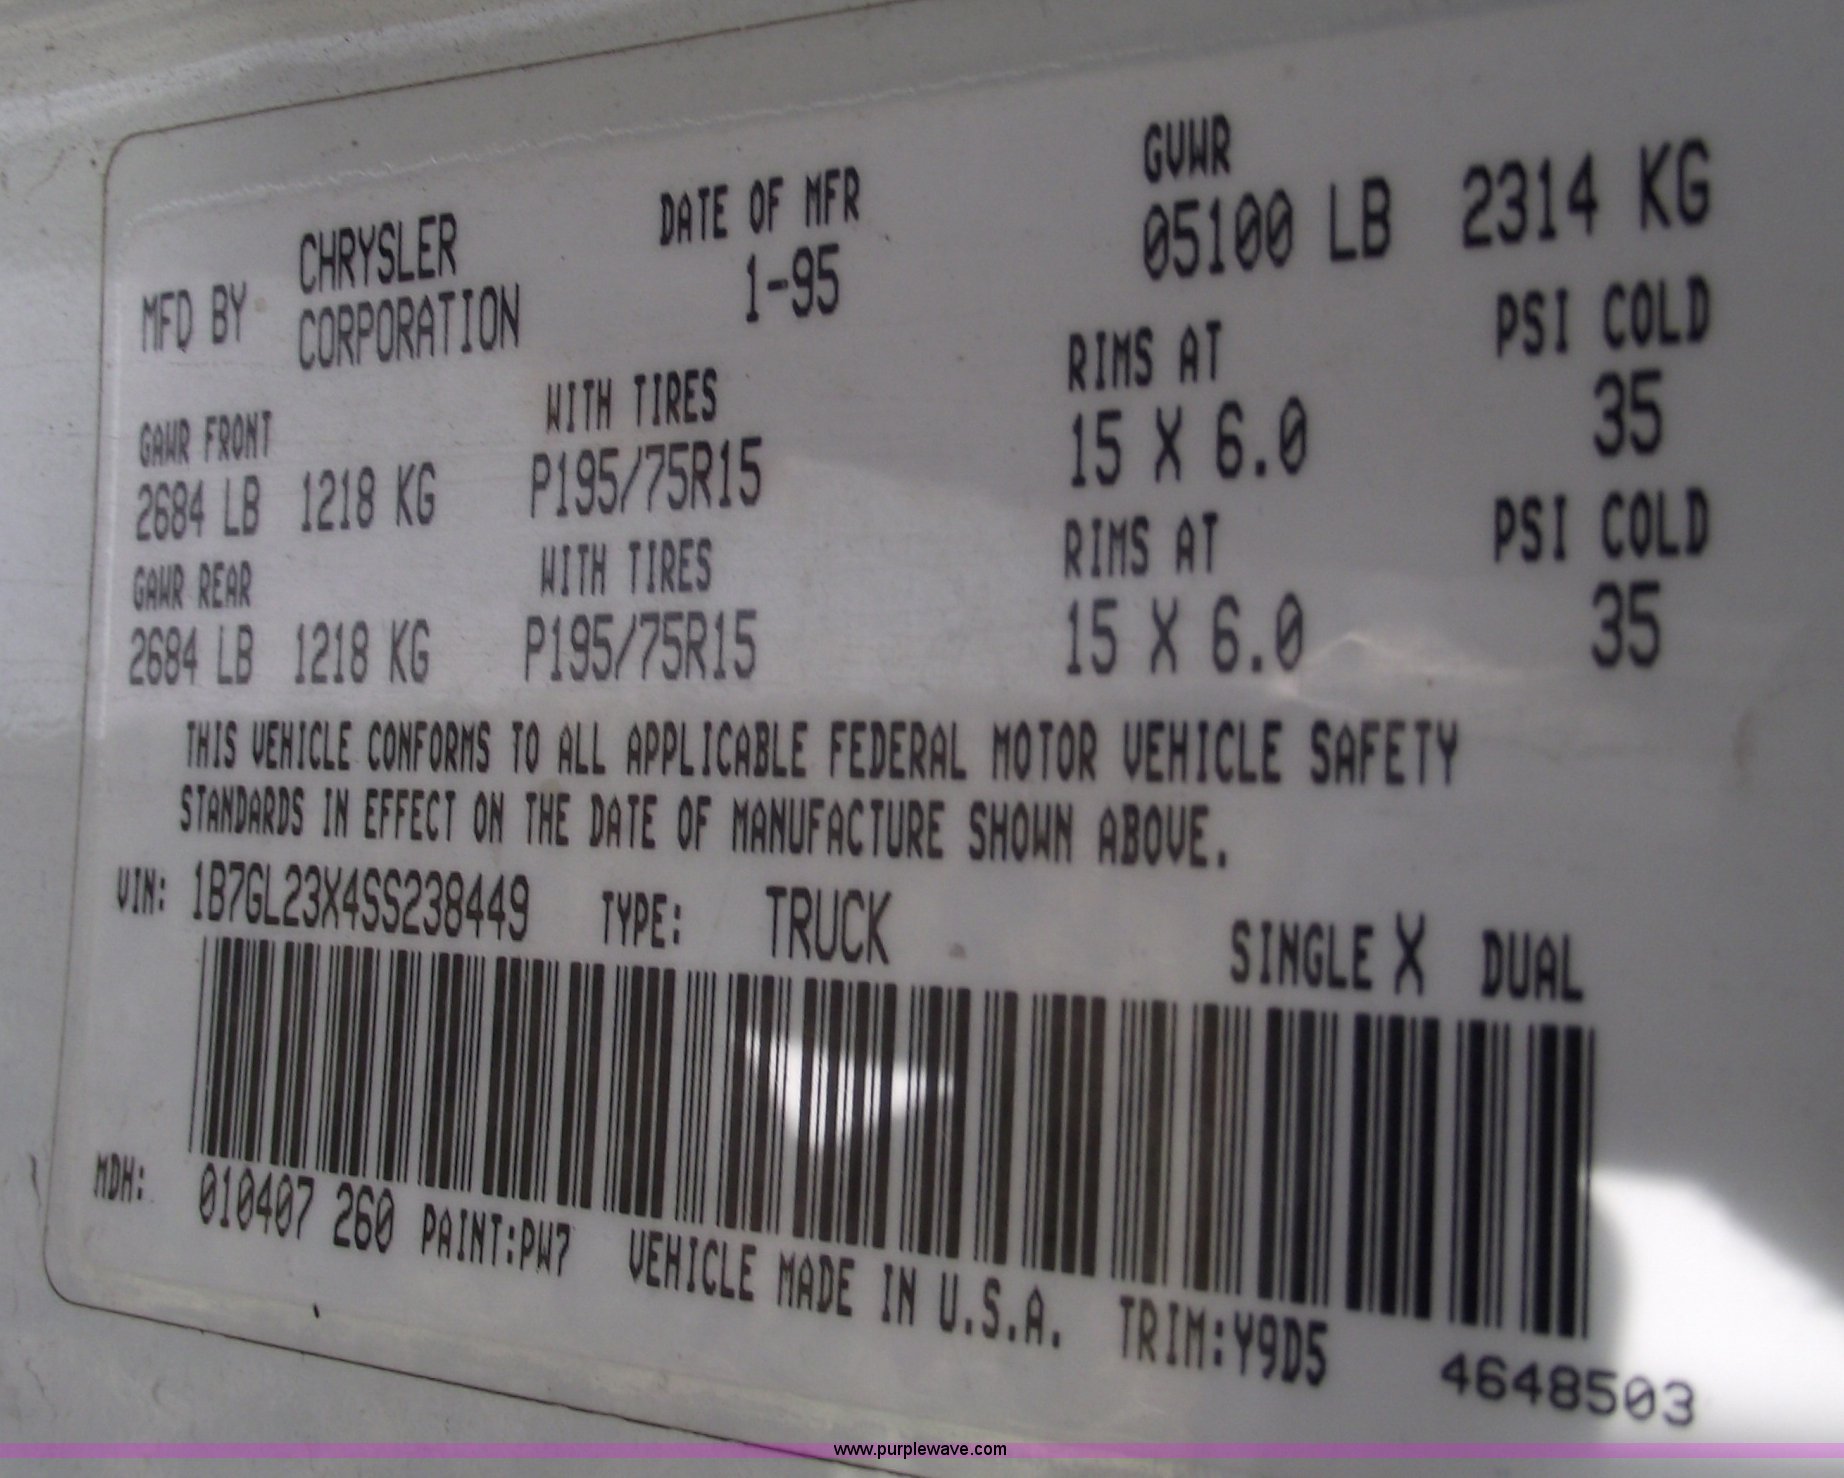 GVWR
DATE OF MFR
MFD BY CHRYSLER CORPORATION 1-95 05100 LB 2314 KG
GAWR FRONT WITH TIRES RIMS AT PSI COLD
2684 LB 1218 KG P195/75R15 15 X 6.0 35
GAWR REAR WITH TIRES RIMS AT PSI COLD
2684 LB 1218 KG P195/75R15 15 X 6.0 35
THIS VEHICLE CONFORMS TO ALL APPLICABLE FEDERAL MOTOR VEHICLE SAFETY
STANDARDS IN EFFECT ON THE DATE OF MANUFACTURE SHOWN ABOVE.
VIN: 1B7GL23X4SS238449 TYPE: TRUCK SINGLE X DUAL
MDH: 010407 260 PAINT:PW7 VEHICLE MADE IN U.S.A. TRIM:Y9D5
4648503
www.purplewave.com